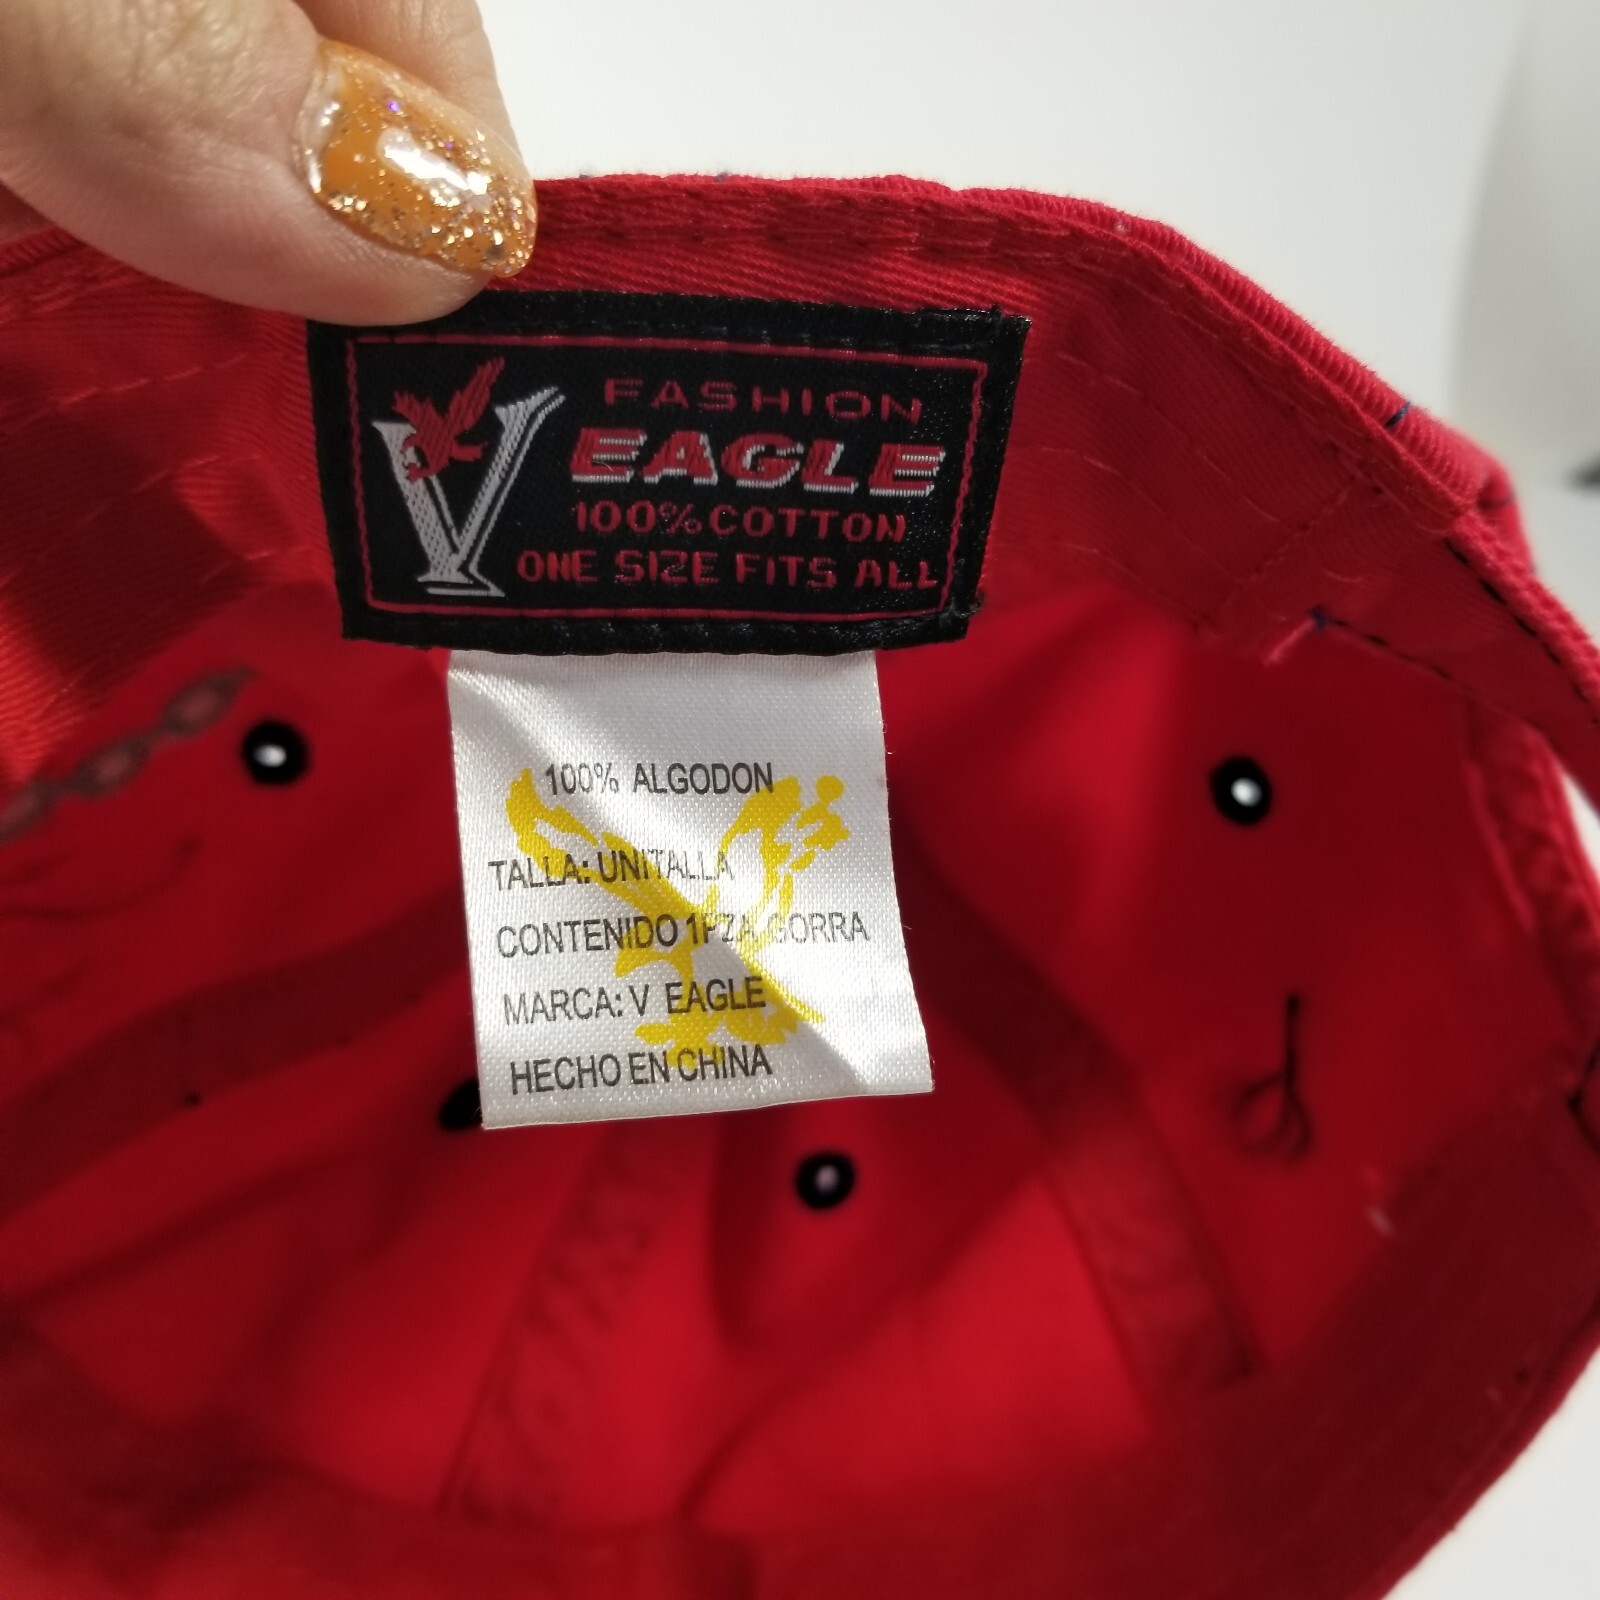 V
FASHION
EAGLE
100% COTTON
ONE SIZE FITS ALL
100% ALGODON
TALLA: UNITALLA
CONTENIDO 1PZA GORRA
MARCA: V EAGLE
HECHO EN CHINA